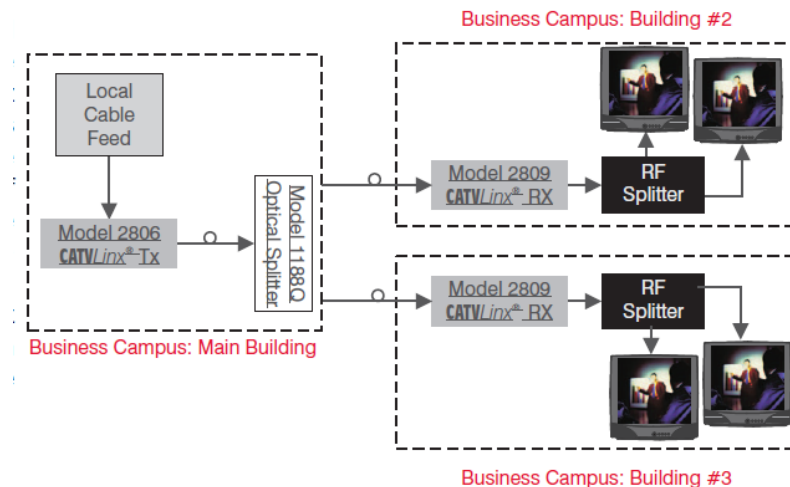 Business Campus: Building #2
Local
Cable
Feed
Model 2806
CATVLinx® Tx
Model 1188Q
Optical Splitter
Model 2809
CATVLinx® RX
RF
Splitter
Business Campus: Main Building
Model 2809
CATVLinx® RX
RF
Splitter
Business Campus: Building #3